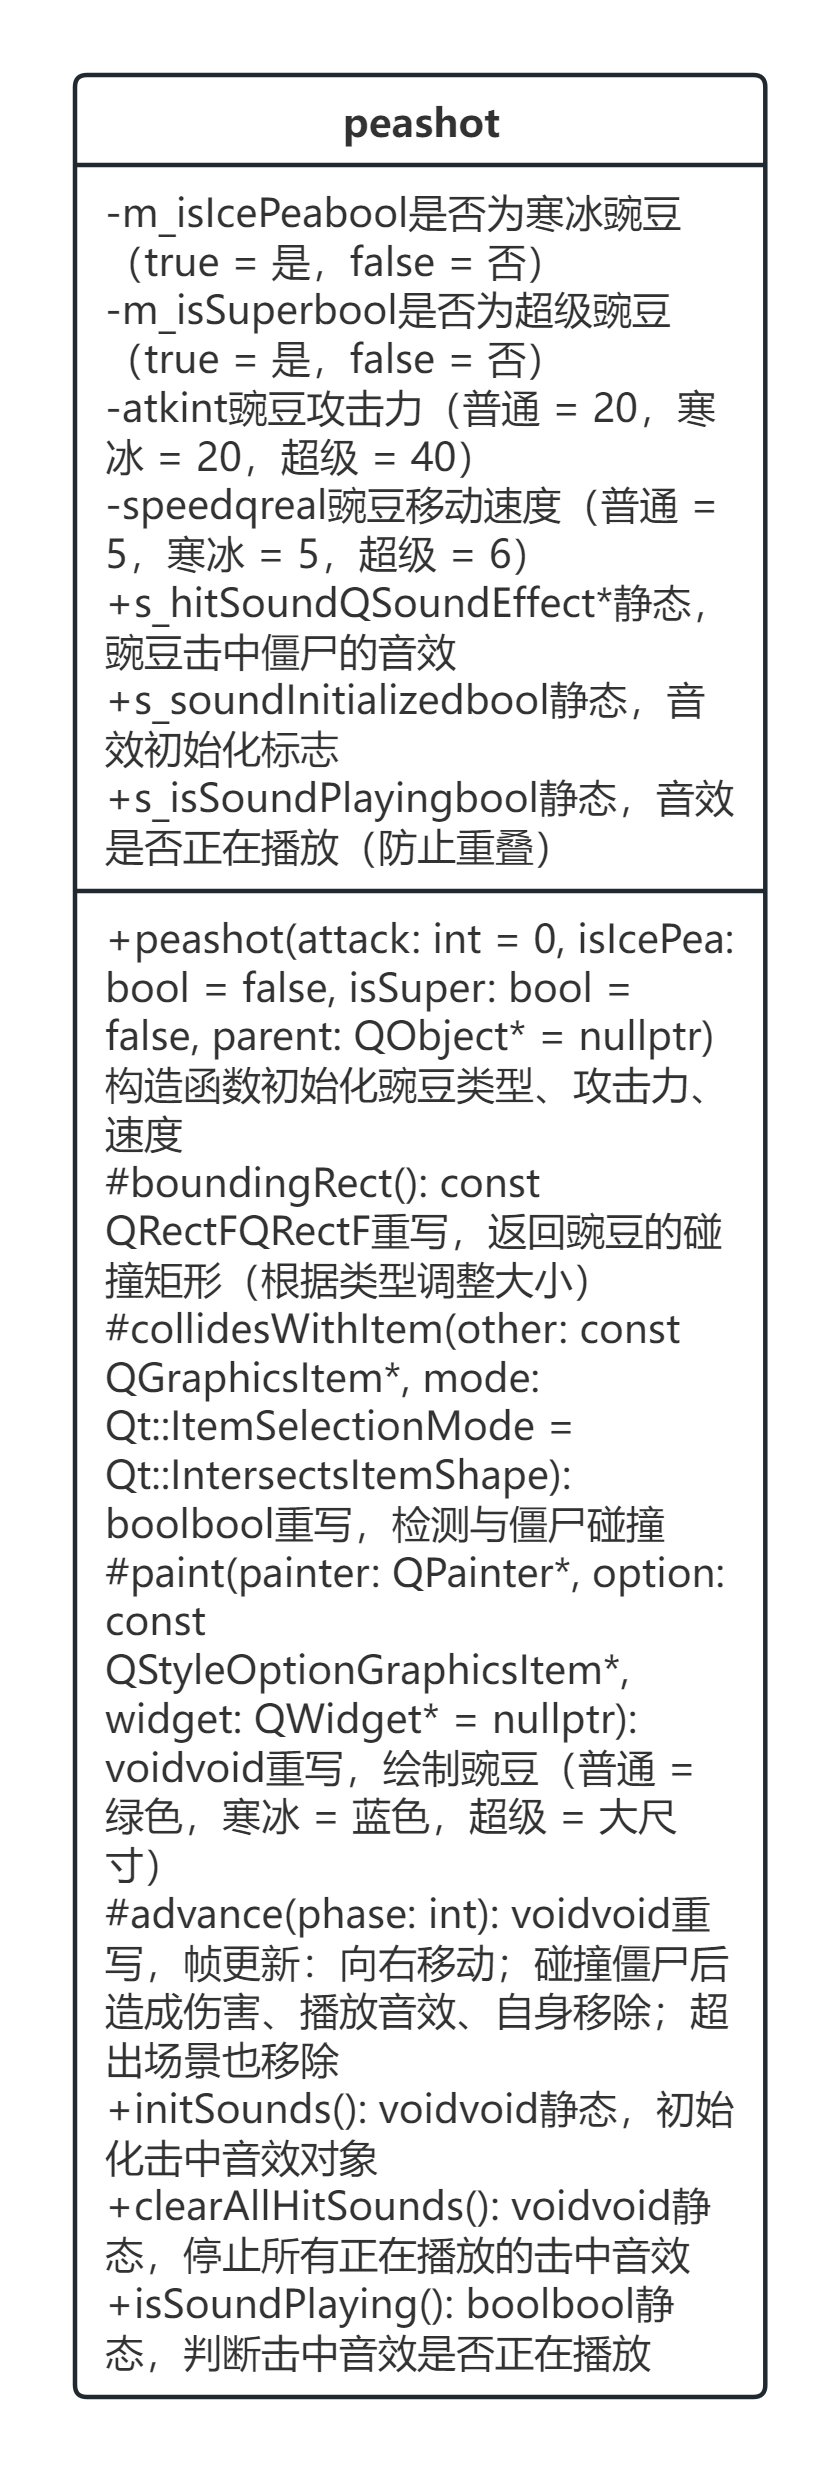 peashot
-m_isIcePeabool是否为寒冰豌豆
（true = 是，false = 否）
-m_isSuperbool是否为超级豌豆
（true = 是，false = 否）
-atkint豌豆攻击力（普通 = 20，寒
冰 = 20，超级 = 40）
-speedqreal豌豆移动速度（普通 =
5，寒冰 = 5，超级 = 6）
+s_hitSoundQSoundEffect*静态，
豌豆击中僵尸的音效
+s_soundInitializedbool静态，音
效初始化标志
+s_isSoundPlayingbool静态，音效
是否正在播放（防止重叠）
+peashot(attack: int = 0, isIcePea:
bool = false, isSuper: bool =
false, parent: QObject* = nullptr)
构造函数初始化豌豆类型、攻击力、
速度
#boundingRect(): const
QRectFQRectF重写，返回豌豆的碰
撞矩形（根据类型调整大小）
#collidesWithItem(other: const
QGraphicsItem*, mode:
Qt::ItemSelectionMode =
Qt::IntersectsItemShape):
boolbool重写，检测与僵尸碰撞
#paint(painter: QPainter*, option:
const
QStyleOptionGraphicsItem*,
widget: QWidget* = nullptr):
voidvoid重写，绘制豌豆（普通 =
绿色，寒冰 = 蓝色，超级 = 大尺
寸）
#advance(phase: int): voidvoid重
写，帧更新：向右移动；碰撞僵尸后
造成伤害、播放音效、自身移除；超
出场景也移除
+initSounds(): voidvoid静态，初始
化击中音效对象
+clearAllHitSounds(): voidvoid静
态，停止所有正在播放的击中音效
+isSoundPlaying(): boolbool静
态，判断击中音效是否正在播放